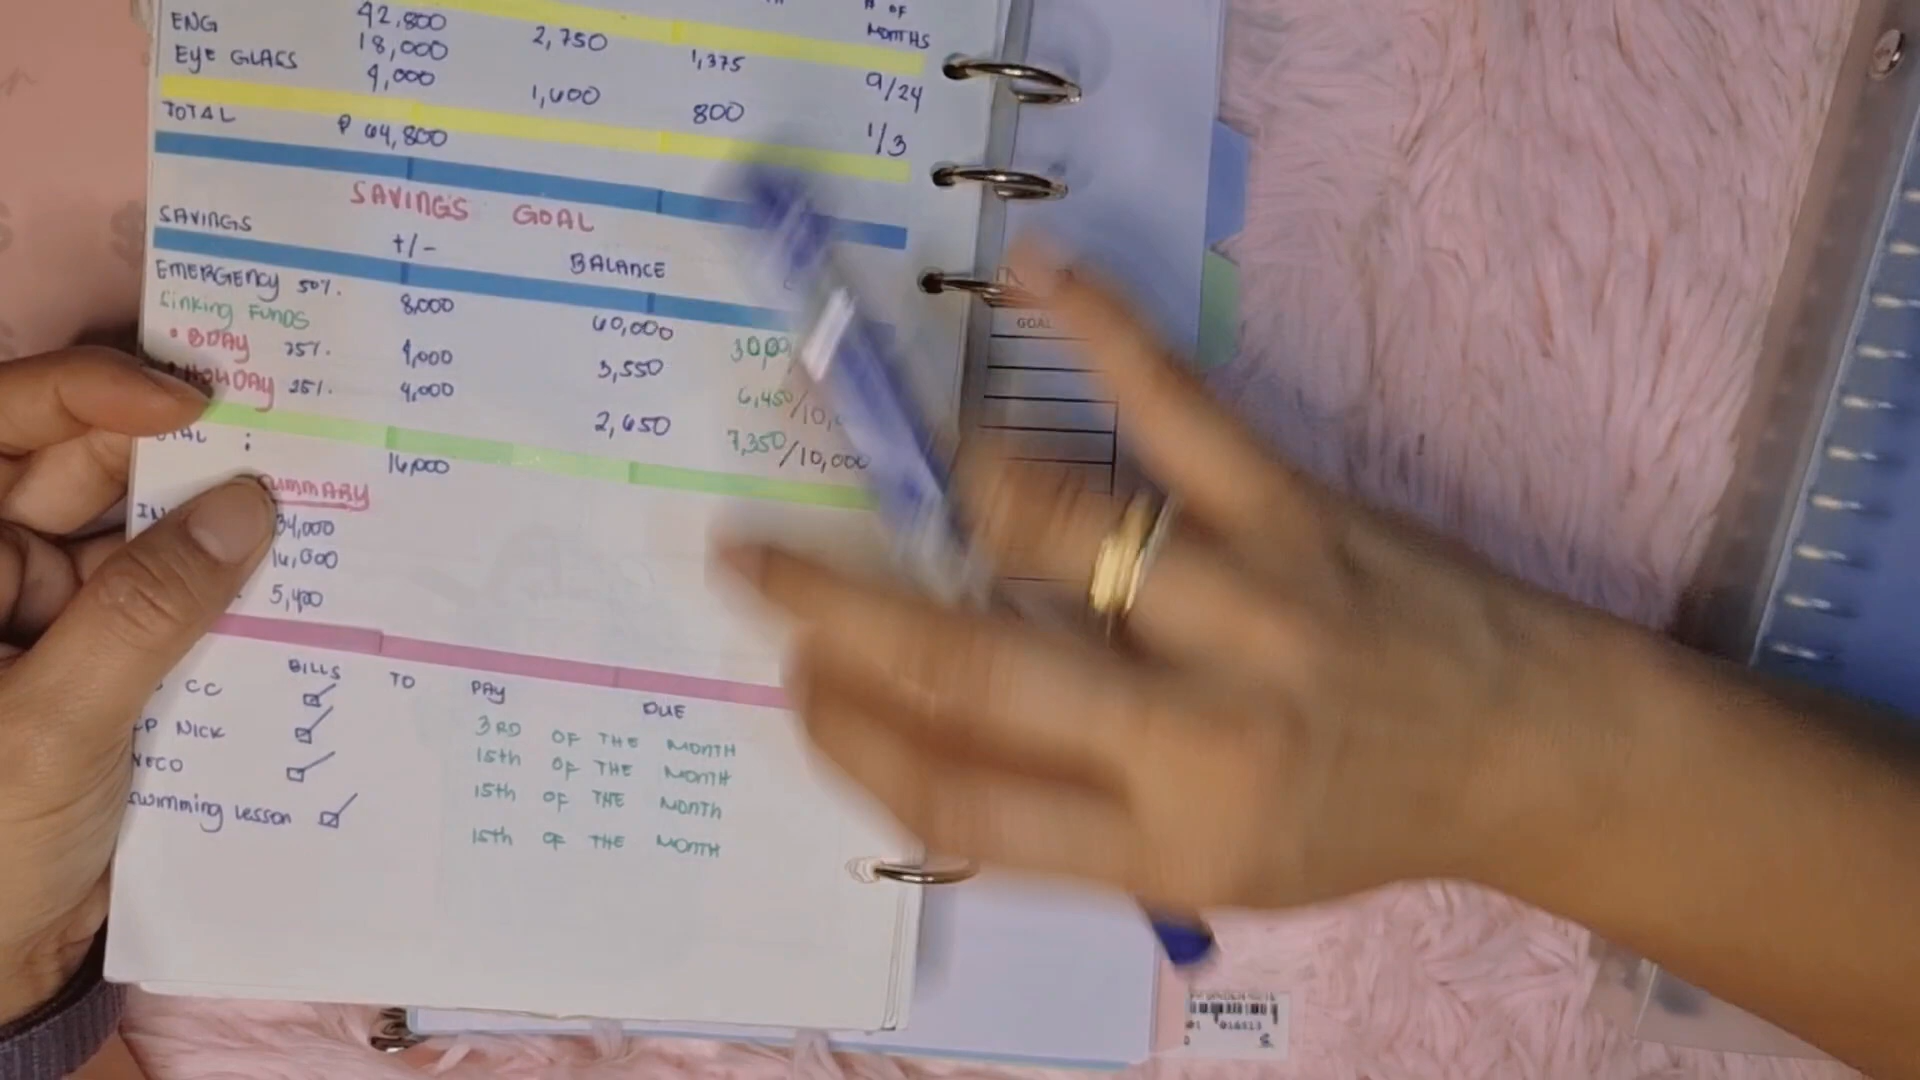 # OF
MONTHS
ENG 42,800 2,750 1,375 9/24
Eye GLASS 18,000 1,600 800 1/3
4,000
TOTAL ₱ 64,800
SAVINGS GOAL
SAVINGS +/- BALANCE
EMERGENCY 50%. 8,000 60,000
Sinking FUNDS
• BDAY 25%. 4,000 3,550 6,450/10,
HOLIDAY 25%. 4,000 2,650 7,350/10,000
: 16,000
SUMMARY
34,000
16,000
5,400
BILLS TO PAY DUE
CC ☑ 3RD OF THE MONTH
NICK ☑ 15th OF THE MONTH
NECO ☑ 15th OF THE MONTH
swimming lesson ☑ 15th OF THE MONTH
GOAL